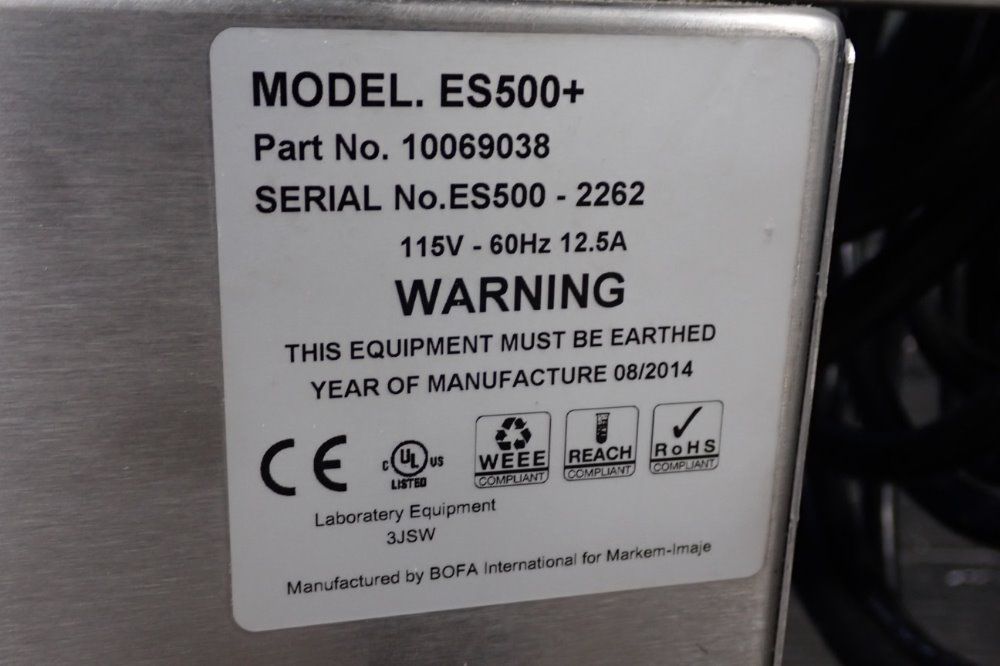 MODEL. ES500+
Part No. 10069038
SERIAL No.ES500 - 2262
115V - 60Hz 12.5A
WARNING
THIS EQUIPMENT MUST BE EARTHED
YEAR OF MANUFACTURE 08/2014
CE
C UL US
LISTED
WEEE
COMPLIANT
REACH
COMPLIANT
RoHS
COMPLIANT
Laboratery Equipment
3JSW
Manufactured by BOFA International for Markem-Imaje